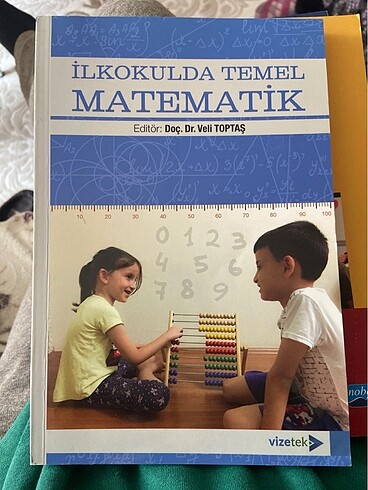 İLKOKULDA TEMEL
MATEMATİK
Editör: Doç. Dr. Veli TOPTAŞ
10 20 30 40 50 60 70 80 90 100
0 1 2 3
4 5 6
7 8 9
vizetek